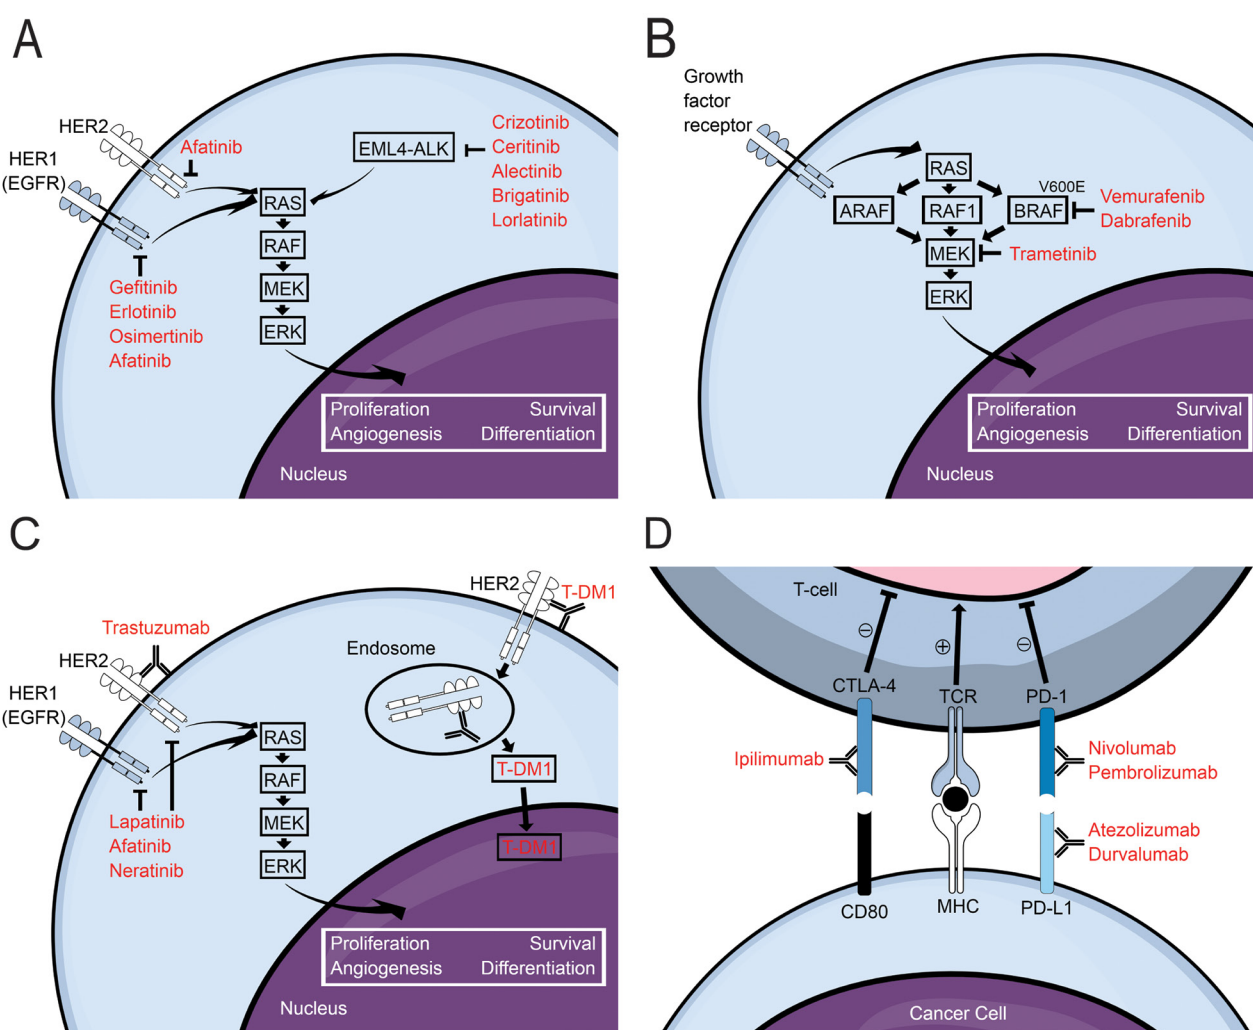 A
HER2
HER1
(EGFR)
Afatinib
EML4-ALK
Crizotinib
Ceritinib
Alectinib
Brigatinib
Lorlatinib
RAS
RAF
MEK
ERK
Gefitinib
Erlotinib
Osimertinib
Afatinib
Proliferation Survival
Angiogenesis Differentiation
Nucleus
B
Growth
factor
receptor
RAS
V600E
ARAF RAF1 BRAF
Vemurafenib
Dabrafenib
MEK
Trametinib
ERK
Proliferation Survival
Angiogenesis Differentiation
Nucleus
C
HER2
T-DM1
Trastuzumab
HER2
HER1
(EGFR)
Endosome
RAS
RAF
MEK
ERK
T-DM1
T-DM1
Lapatinib
Afatinib
Neratinib
Proliferation Survival
Angiogenesis Differentiation
Nucleus
D
T-cell
⊖ ⊕ ⊖
CTLA-4 TCR PD-1
Ipilimumab
Nivolumab
Pembrolizumab
Atezolizumab
Durvalumab
CD80 MHC PD-L1
Cancer Cell